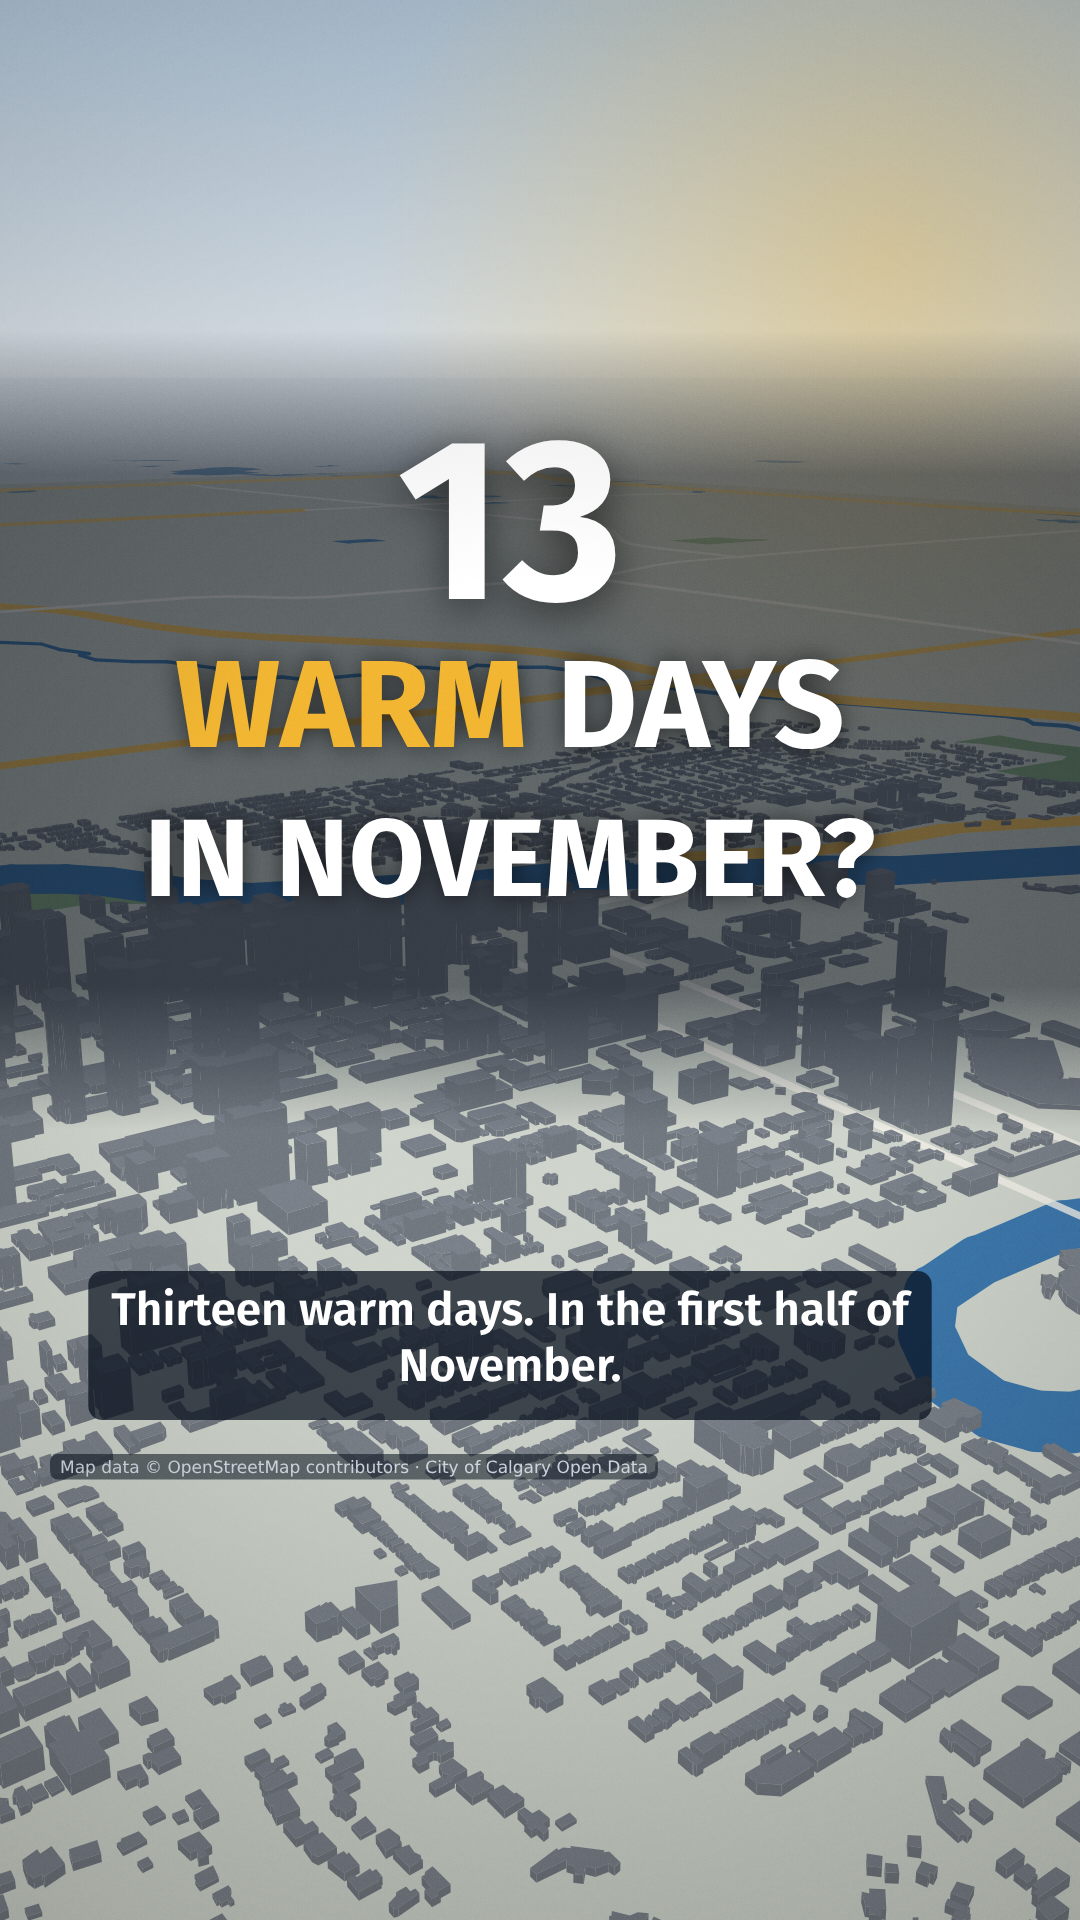 13
WARM DAYS
IN NOVEMBER?
Thirteen warm days. In the first half of
November.
Map data © OpenStreetMap contributors · City of Calgary Open Data